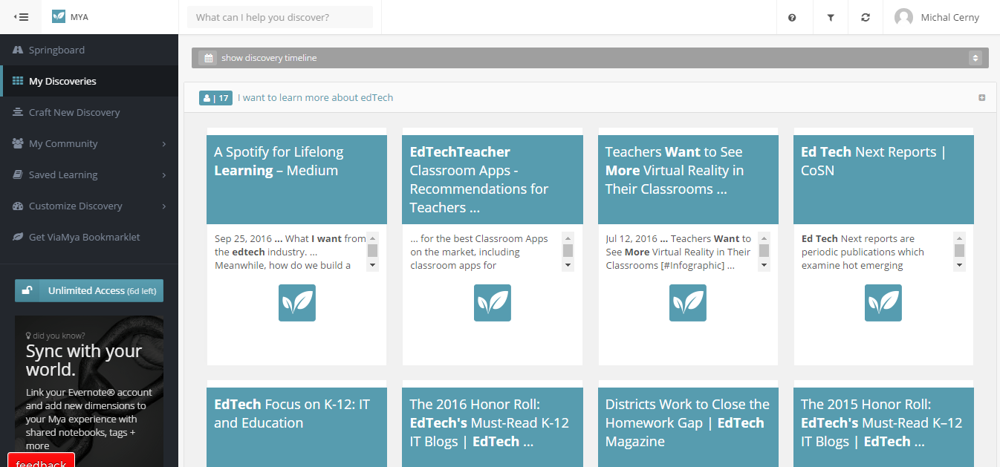 MYA
What can I help you discover?
Michal Cerny
Springboard
My Discoveries
Craft New Discovery
My Community
Saved Learning
Customize Discovery
Get ViaMya Bookmarklet
Unlimited Access (6d left)
did you know?
Sync with your
world.
Link your Evernote® account
and add new dimensions to
your Mya experience with
shared notebooks, tags +
more
feedback
show discovery timeline
| 17 I want to learn more about edTech
A Spotify for Lifelong
Learning – Medium
Sep 25, 2016 ... What I want from
the edtech industry. ...
Meanwhile, how do we build a
EdTechTeacher
Classroom Apps -
Recommendations for
Teachers ...
... for the best Classroom Apps
on the market, including
classroom apps for
Teachers Want to See
More Virtual Reality in
Their Classrooms ...
Jul 12, 2016 ... Teachers Want to
See More Virtual Reality in Their
Classrooms [#Infographic] ...
Ed Tech Next Reports |
CoSN
Ed Tech Next reports are
periodic publications which
examine hot emerging
EdTech Focus on K-12: IT
and Education
The 2016 Honor Roll:
EdTech's Must-Read K-12
IT Blogs | EdTech ...
Districts Work to Close the
Homework Gap | EdTech
Magazine
The 2015 Honor Roll:
EdTech's Must-Read K–12
IT Blogs | EdTech ...